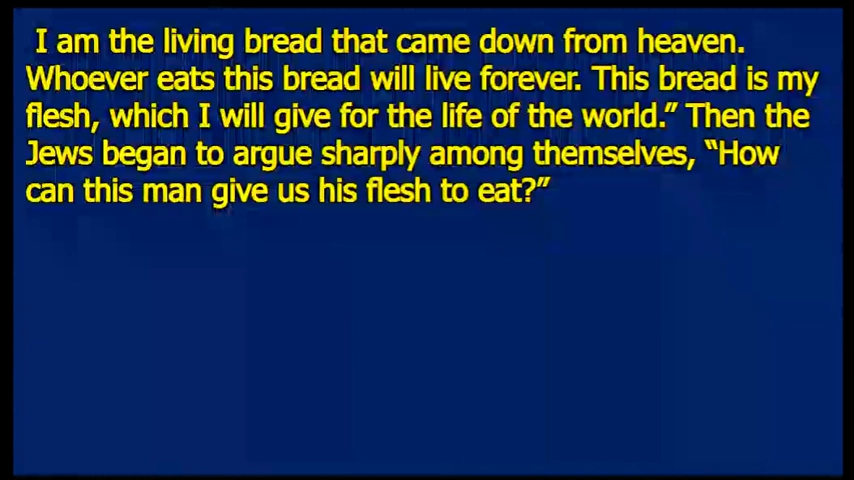 I am the living bread that came down from heaven.
Whoever eats this bread will live forever. This bread is my
flesh, which I will give for the life of the world.” Then the
Jews began to argue sharply among themselves, “How
can this man give us his flesh to eat?”